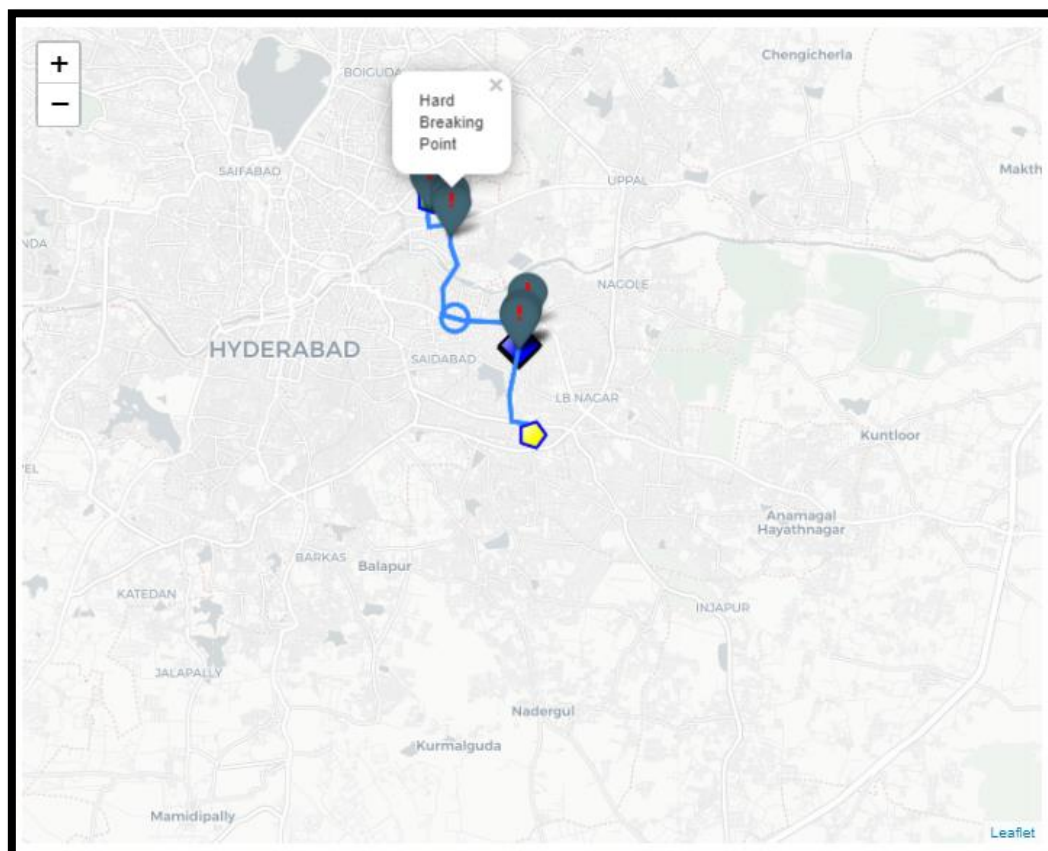 +
−
Chengicherla
BOIGUDA
×
Hard
Breaking
Point
SAIFABAD
UPPAL
Makth
!
!
NDA
NAGOLE
!
!
HYDERABAD
SAIDABAD
LB NAGAR
Kuntloor
PEL
Anamagal
Hayathnagar
BARKAS
Balapur
KATEDAN
INJAPUR
JALAPALLY
Nadergul
Kurmalguda
Mamidipally
Leaflet